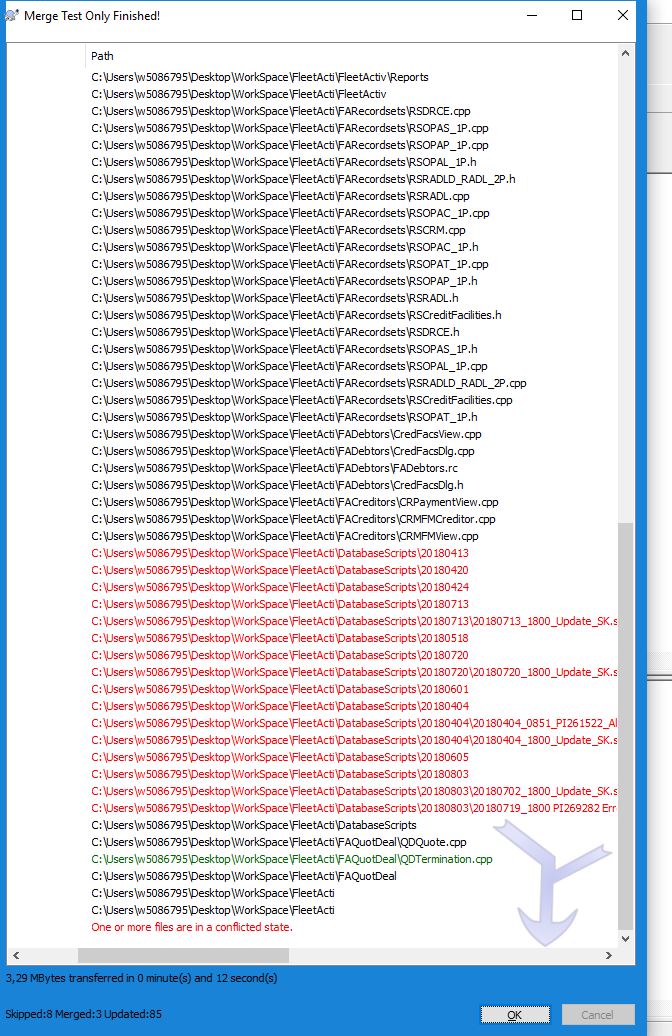 Merge Test Only Finished!
Path
C:\Users\w5086795\Desktop\WorkSpace\FleetActi\FleetActiv\Reports
C:\Users\w5086795\Desktop\WorkSpace\FleetActi\FleetActiv
C:\Users\w5086795\Desktop\WorkSpace\FleetActi\FARecordsets\RSDRCE.cpp
C:\Users\w5086795\Desktop\WorkSpace\FleetActi\FARecordsets\RSOPAS_1P.cpp
C:\Users\w5086795\Desktop\WorkSpace\FleetActi\FARecordsets\RSOPAP_1P.cpp
C:\Users\w5086795\Desktop\WorkSpace\FleetActi\FARecordsets\RSOPAL_1P.h
C:\Users\w5086795\Desktop\WorkSpace\FleetActi\FARecordsets\RSRADLD_RADL_2P.h
C:\Users\w5086795\Desktop\WorkSpace\FleetActi\FARecordsets\RSRADL.cpp
C:\Users\w5086795\Desktop\WorkSpace\FleetActi\FARecordsets\RSOPAC_1P.cpp
C:\Users\w5086795\Desktop\WorkSpace\FleetActi\FARecordsets\RSCRM.cpp
C:\Users\w5086795\Desktop\WorkSpace\FleetActi\FARecordsets\RSOPAC_1P.h
C:\Users\w5086795\Desktop\WorkSpace\FleetActi\FARecordsets\RSOPAT_1P.cpp
C:\Users\w5086795\Desktop\WorkSpace\FleetActi\FARecordsets\RSOPAP_1P.h
C:\Users\w5086795\Desktop\WorkSpace\FleetActi\FARecordsets\RSRADL.h
C:\Users\w5086795\Desktop\WorkSpace\FleetActi\FARecordsets\RSCreditFacilities.h
C:\Users\w5086795\Desktop\WorkSpace\FleetActi\FARecordsets\RSDRCE.h
C:\Users\w5086795\Desktop\WorkSpace\FleetActi\FARecordsets\RSOPAS_1P.h
C:\Users\w5086795\Desktop\WorkSpace\FleetActi\FARecordsets\RSOPAL_1P.cpp
C:\Users\w5086795\Desktop\WorkSpace\FleetActi\FARecordsets\RSRADLD_RADL_2P.cpp
C:\Users\w5086795\Desktop\WorkSpace\FleetActi\FARecordsets\RSCreditFacilities.cpp
C:\Users\w5086795\Desktop\WorkSpace\FleetActi\FARecordsets\RSOPAT_1P.h
C:\Users\w5086795\Desktop\WorkSpace\FleetActi\FADebtors\CredFacsView.cpp
C:\Users\w5086795\Desktop\WorkSpace\FleetActi\FADebtors\CredFacsDlg.cpp
C:\Users\w5086795\Desktop\WorkSpace\FleetActi\FADebtors\FADebtors.rc
C:\Users\w5086795\Desktop\WorkSpace\FleetActi\FADebtors\CredFacsDlg.h
C:\Users\w5086795\Desktop\WorkSpace\FleetActi\FACreditors\CRPaymentView.cpp
C:\Users\w5086795\Desktop\WorkSpace\FleetActi\FACreditors\CRMFMCreditor.cpp
C:\Users\w5086795\Desktop\WorkSpace\FleetActi\FACreditors\CRMFMView.cpp
C:\Users\w5086795\Desktop\WorkSpace\FleetActi\DatabaseScripts\20180413
C:\Users\w5086795\Desktop\WorkSpace\FleetActi\DatabaseScripts\20180420
C:\Users\w5086795\Desktop\WorkSpace\FleetActi\DatabaseScripts\20180424
C:\Users\w5086795\Desktop\WorkSpace\FleetActi\DatabaseScripts\20180713
C:\Users\w5086795\Desktop\WorkSpace\FleetActi\DatabaseScripts\20180713\20180713_1800_Update_SK.s
C:\Users\w5086795\Desktop\WorkSpace\FleetActi\DatabaseScripts\20180518
C:\Users\w5086795\Desktop\WorkSpace\FleetActi\DatabaseScripts\20180720
C:\Users\w5086795\Desktop\WorkSpace\FleetActi\DatabaseScripts\20180720\20180720_1800_Update_SK.s
C:\Users\w5086795\Desktop\WorkSpace\FleetActi\DatabaseScripts\20180601
C:\Users\w5086795\Desktop\WorkSpace\FleetActi\DatabaseScripts\20180404
C:\Users\w5086795\Desktop\WorkSpace\FleetActi\DatabaseScripts\20180404\20180404_0851_PI261522_Al
C:\Users\w5086795\Desktop\WorkSpace\FleetActi\DatabaseScripts\20180404\20180404_1800_Update_SK.s
C:\Users\w5086795\Desktop\WorkSpace\FleetActi\DatabaseScripts\20180605
C:\Users\w5086795\Desktop\WorkSpace\FleetActi\DatabaseScripts\20180803
C:\Users\w5086795\Desktop\WorkSpace\FleetActi\DatabaseScripts\20180803\20180702_1800_Update_SK.s
C:\Users\w5086795\Desktop\WorkSpace\FleetActi\DatabaseScripts\20180803\20180719_1800 PI269282 Err
C:\Users\w5086795\Desktop\WorkSpace\FleetActi\DatabaseScripts
C:\Users\w5086795\Desktop\WorkSpace\FleetActi\FAQuotDeal\QDQuote.cpp
C:\Users\w5086795\Desktop\WorkSpace\FleetActi\FAQuotDeal\QDTermination.cpp
C:\Users\w5086795\Desktop\WorkSpace\FleetActi\FAQuotDeal
C:\Users\w5086795\Desktop\WorkSpace\FleetActi
C:\Users\w5086795\Desktop\WorkSpace\FleetActi
One or more files are in a conflicted state.
3,29 MBytes transferred in 0 minute(s) and 12 second(s)
Skipped:8 Merged:3 Updated:85
OK
Cancel